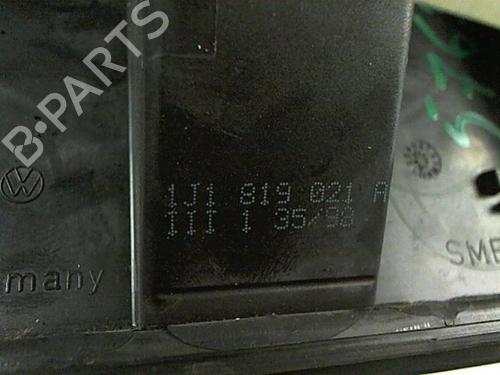 B-PARTS
1J1 819 021 A
III 1 35/98
many
SME